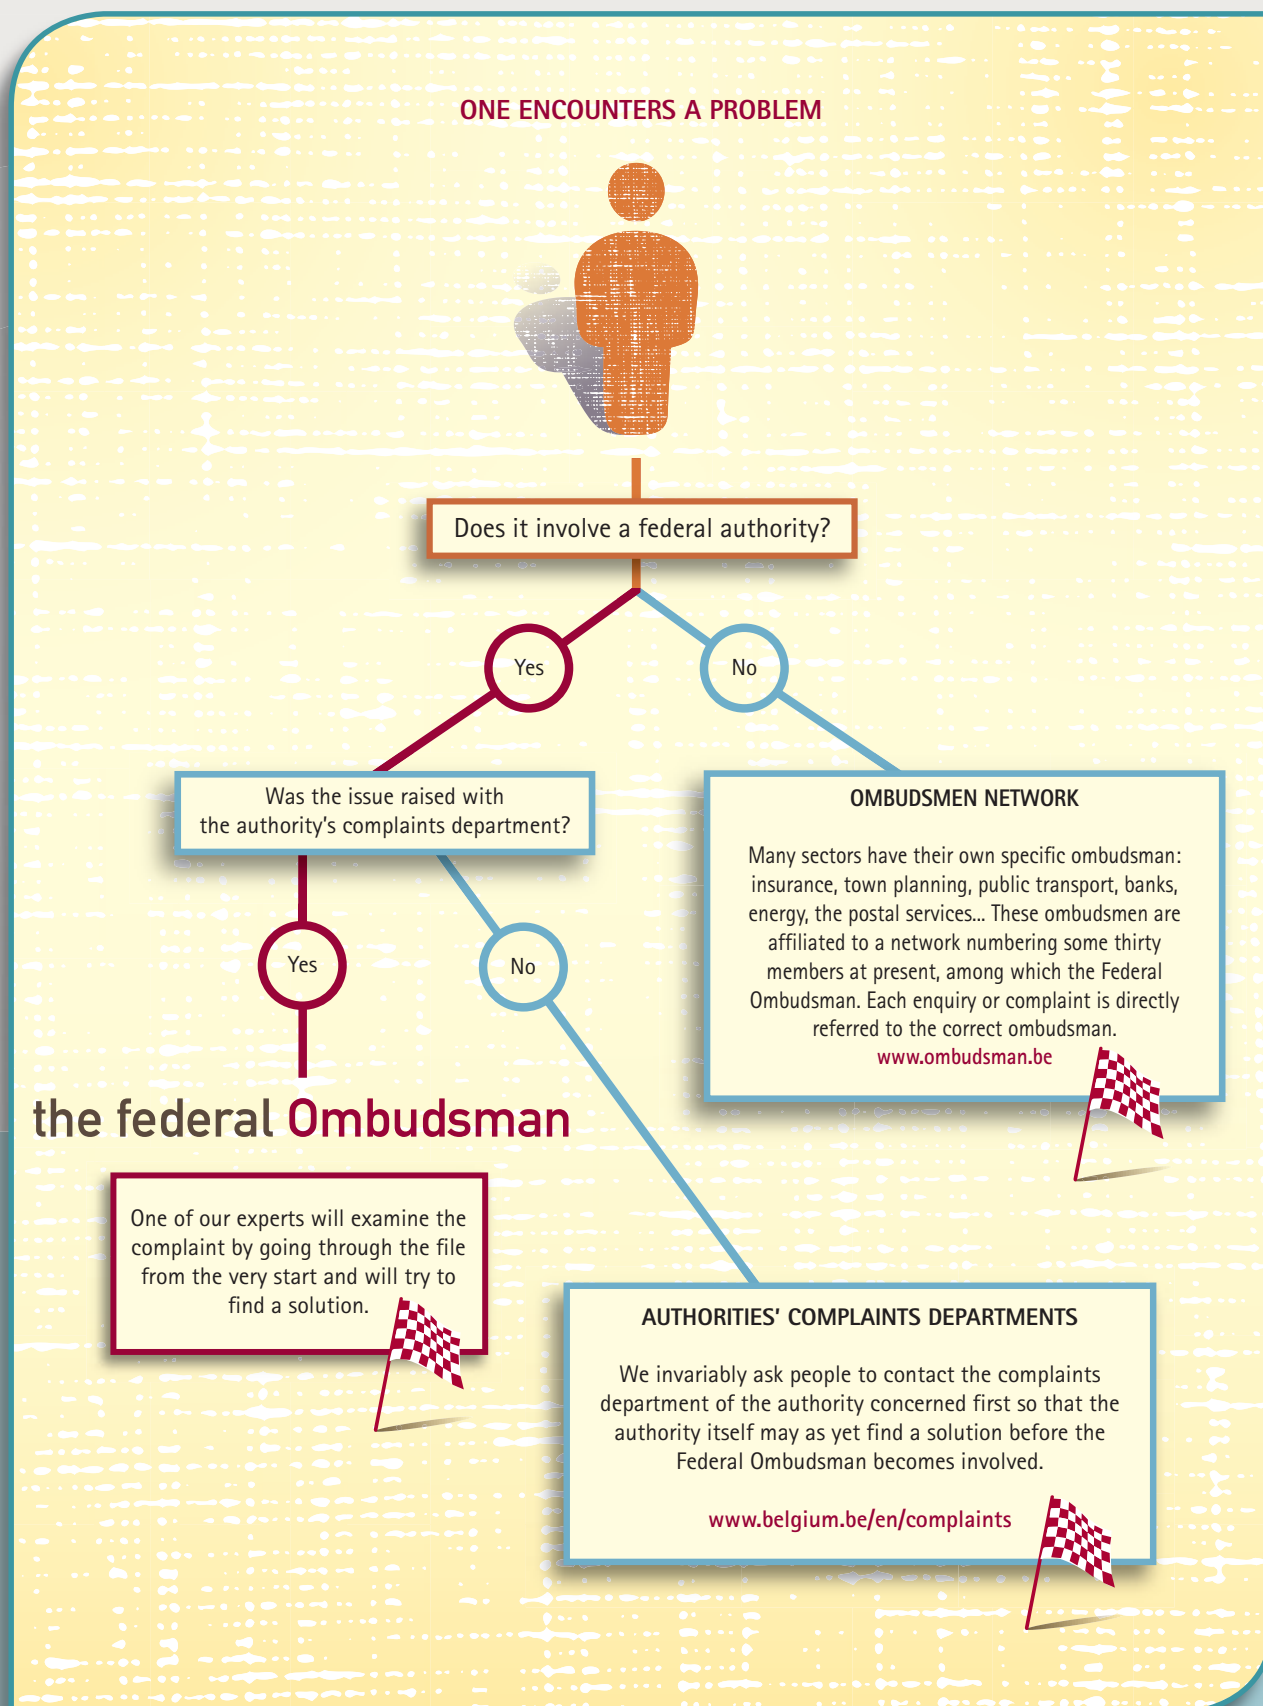 ONE ENCOUNTERS A PROBLEM
Does it involve a federal authority?
Yes
No
Was the issue raised with
the authority's complaints department?
OMBUDSMEN NETWORK
Many sectors have their own specific ombudsman:
insurance, town planning, public transport, banks,
energy, the postal services... These ombudsmen are
affiliated to a network numbering some thirty
members at present, among which the Federal
Ombudsman. Each enquiry or complaint is directly
referred to the correct ombudsman.
www.ombudsman.be
Yes
No
the federal Ombudsman
One of our experts will examine the
complaint by going through the file
from the very start and will try to
find a solution.
AUTHORITIES' COMPLAINTS DEPARTMENTS
We invariably ask people to contact the complaints
department of the authority concerned first so that the
authority itself may as yet find a solution before the
Federal Ombudsman becomes involved.
www.belgium.be/en/complaints